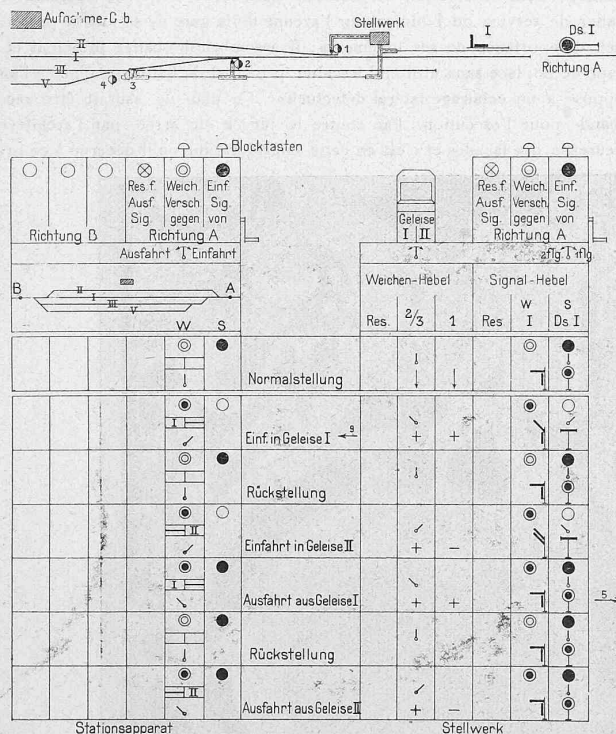 Aufnahme-G.b.
Stellwerk
I
Ds. I
II
I
III
V
1
2
3
4
Richtung A
Blocktasten
Res. f. Ausf. Sig.
Weich. Versch. gegen
Einf. Sig. von
Richtung B
Richtung A
Ausfahrt Einfahrt
Geleise
I II
Res. f. Ausf. Sig.
Weich. Versch. gegen
Einf. Sig. von
Richtung A
2flg. 1flg.
B
II
I
III
V
A
W S
Weichen-Hebel
Signal-Hebel
Res. 2/3 1
Res W I S Ds I
Normalstellung
I
Einf. in Geleise I
9
+ +
Rückstellung
II
Einfahrt in Geleise II
+ −
I
Ausfahrt aus Geleise I
+ +
5
Rückstellung
II
Ausfahrt aus Geleise II
+ −
Stationsapparat
Stellwerk